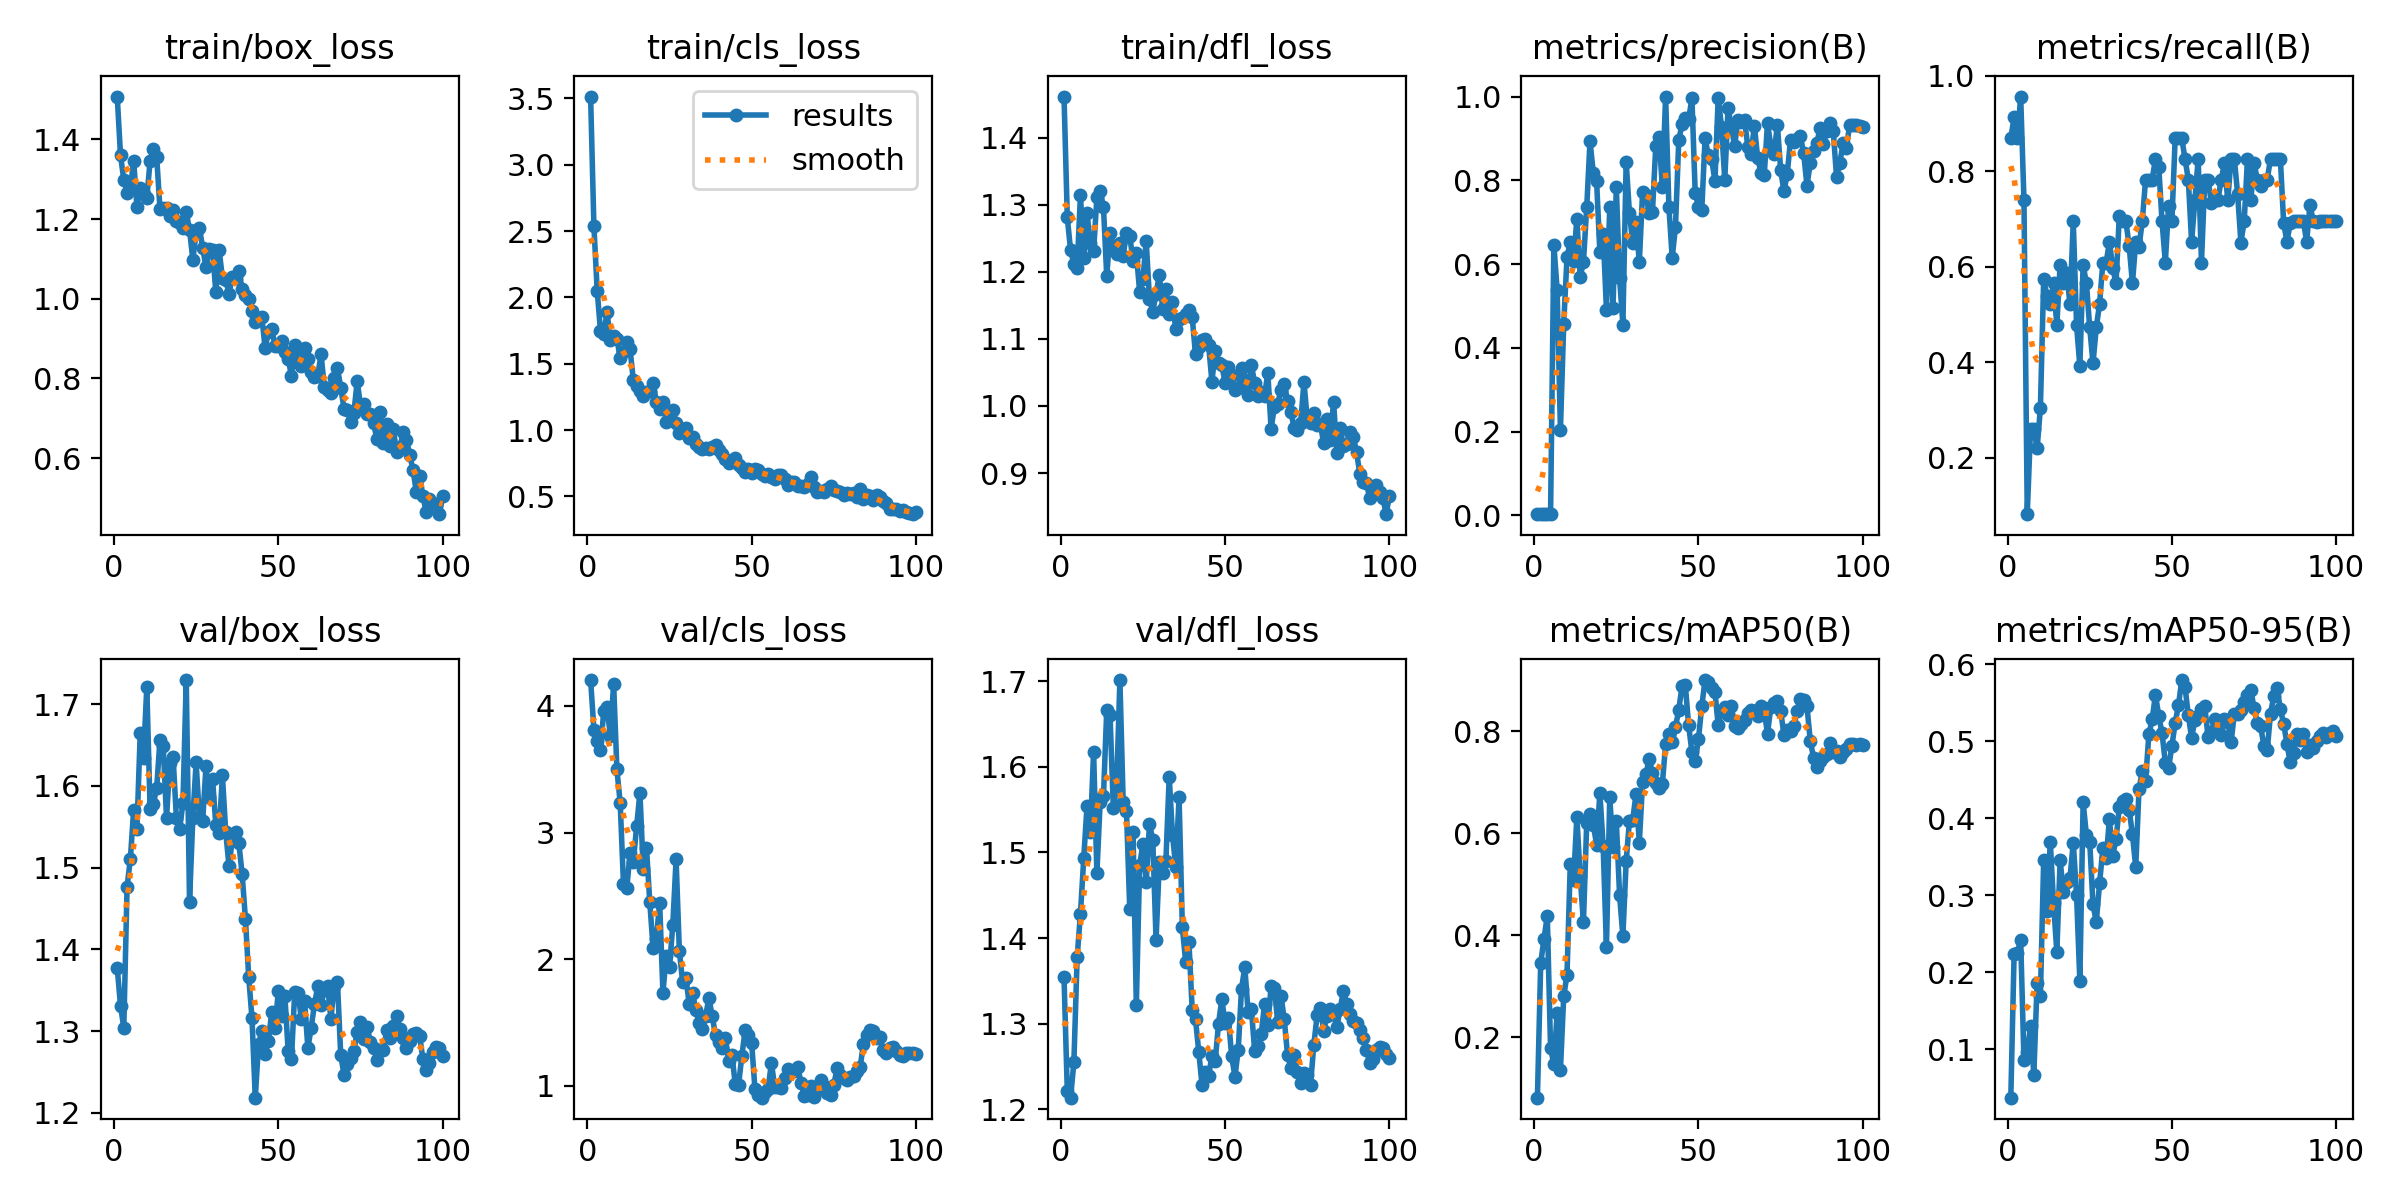 train/box_loss
1.4
1.2
1.0
0.8
0.6
0 50 100
train/cls_loss
results
smooth
3.5
3.0
2.5
2.0
1.5
1.0
0.5
0 50 100
train/dfl_loss
1.4
1.3
1.2
1.1
1.0
0.9
0 50 100
metrics/precision(B)
1.0
0.8
0.6
0.4
0.2
0.0
0 50 100
metrics/recall(B)
1.0
0.8
0.6
0.4
0.2
0 50 100
val/box_loss
1.7
1.6
1.5
1.4
1.3
1.2
0 50 100
val/cls_loss
4
3
2
1
0 50 100
val/dfl_loss
1.7
1.6
1.5
1.4
1.3
1.2
0 50 100
metrics/mAP50(B)
0.8
0.6
0.4
0.2
0 50 100
metrics/mAP50-95(B)
0.6
0.5
0.4
0.3
0.2
0.1
0 50 100